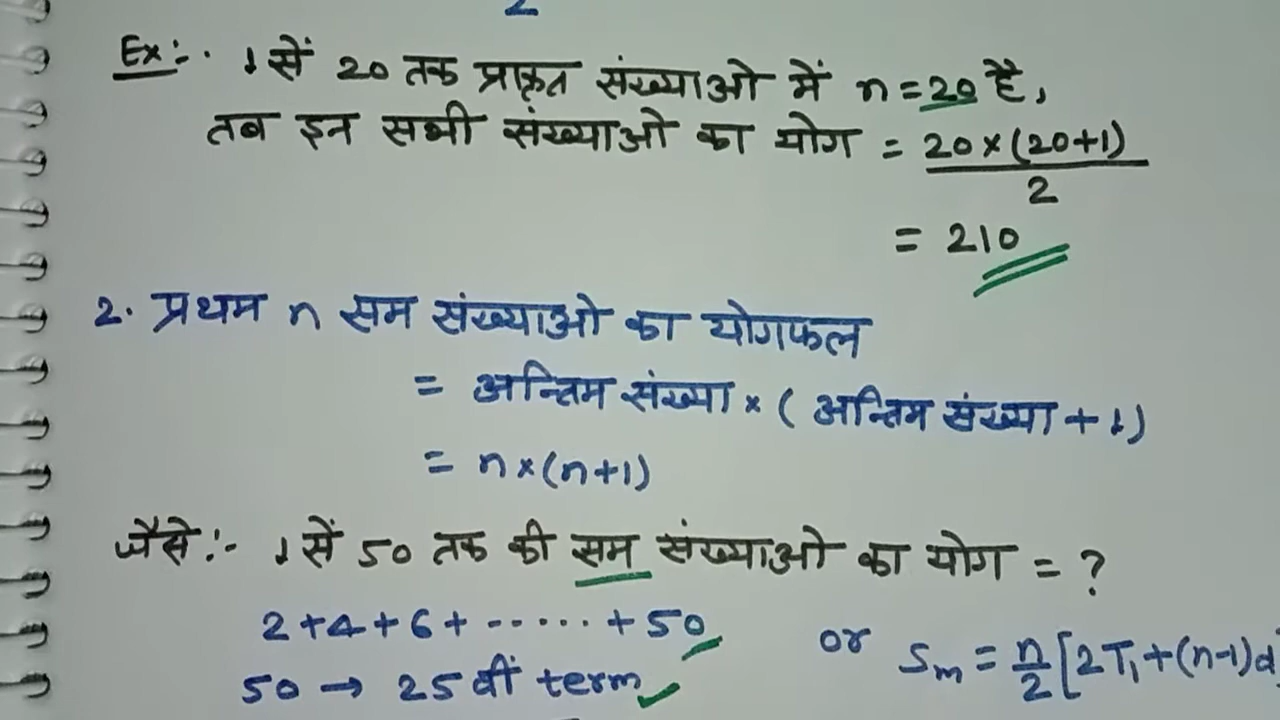 2
Ex:-. 1 सें 20 तक प्राकृत संख्याओ में n = 20 है,
तब इन सभी संख्याओ का योग = 20×(20+1)
2
= 210
2. प्रथम n सम संख्याओ का योगफल
= अन्तिम संख्या × ( अन्तिम संख्या + 1)
= n×(n+1)
जैसे:- 1 सें 50 तक की सम संख्याओ का योग = ?
2+4+6+ ...... +50
or Sm = n/2 [2T₁+(n-1)d]
50 → 25 वीं term